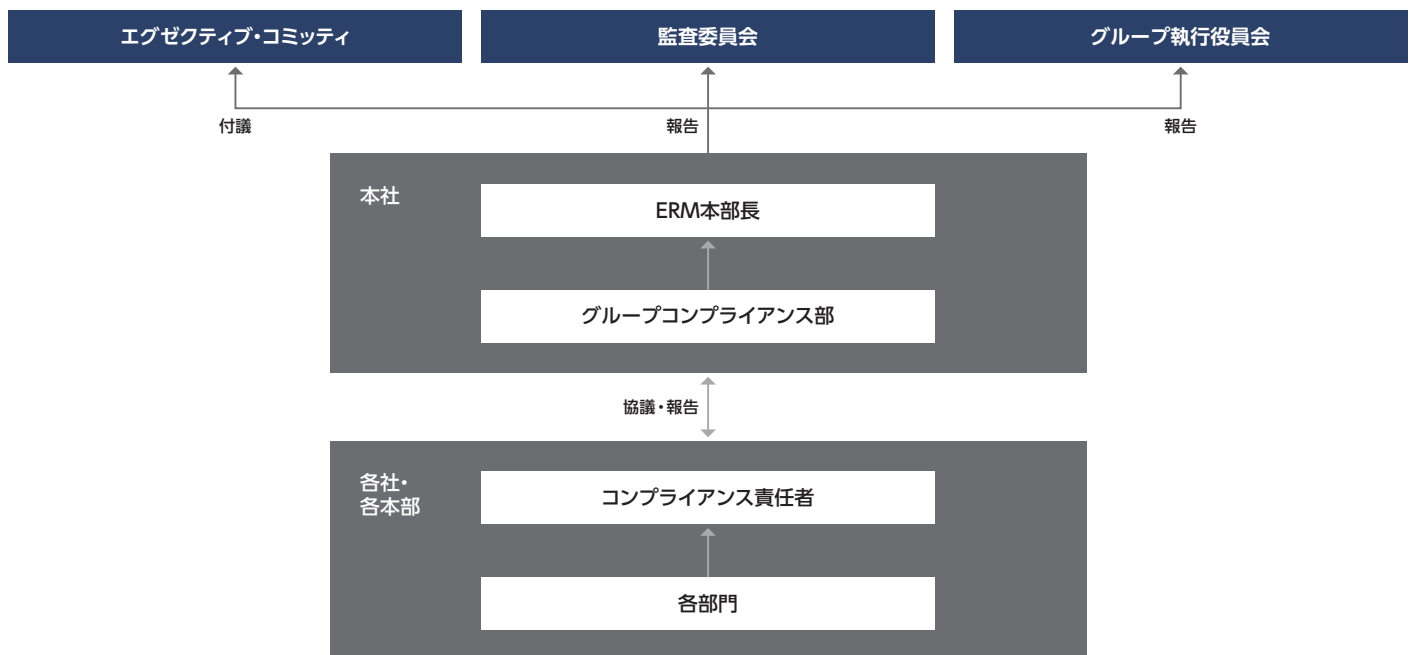 エグゼクティブ・コミッティ
監査委員会
グループ執行役員会
付議
報告
報告
本社
ERM本部長
グループコンプライアンス部
協議・報告
各社・
各本部
コンプライアンス責任者
各部門